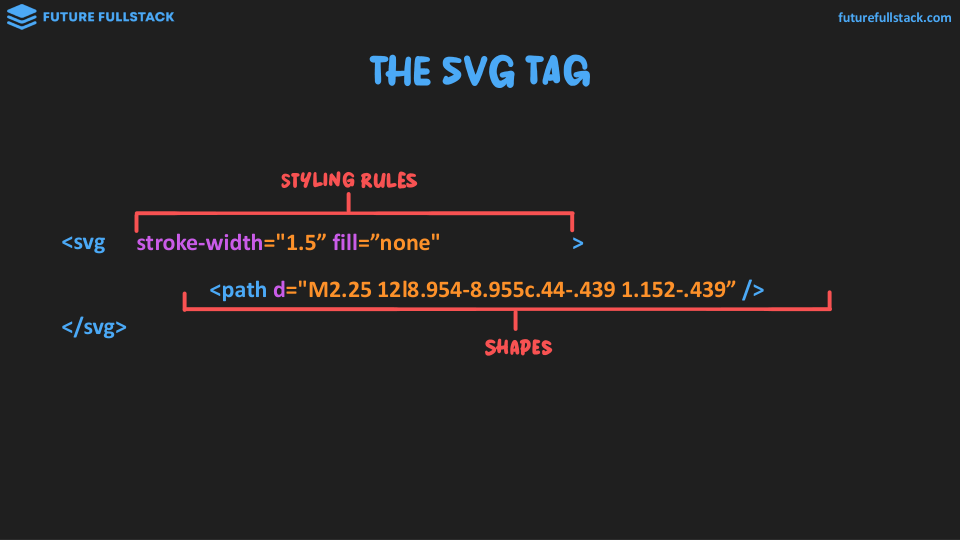 FUTURE FULLSTACK
futurefullstack.com
THE SVG TAG
STYLING RULES
<svg stroke-width="1.5” fill=”none" >
<path d="M2.25 12l8.954-8.955c.44-.439 1.152-.439” />
</svg>
SHAPES